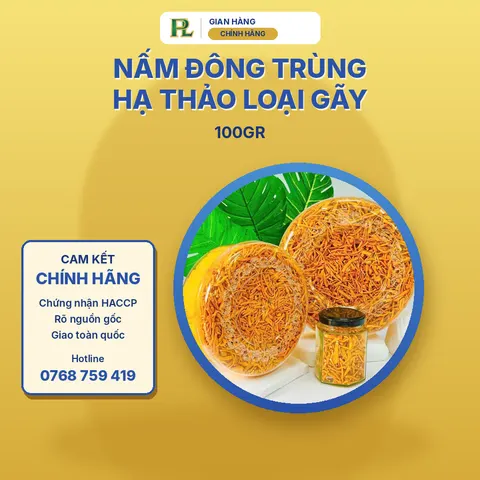 PL
GIAN HÀNG
CHÍNH HÃNG
NẤM ĐÔNG TRÙNG
HẠ THẢO LOẠI GÃY
100GR
CAM KẾT
CHÍNH HÃNG
Chứng nhận HACCP
Rõ nguồn gốc
Giao toàn quốc
Hotline
0768 759 419